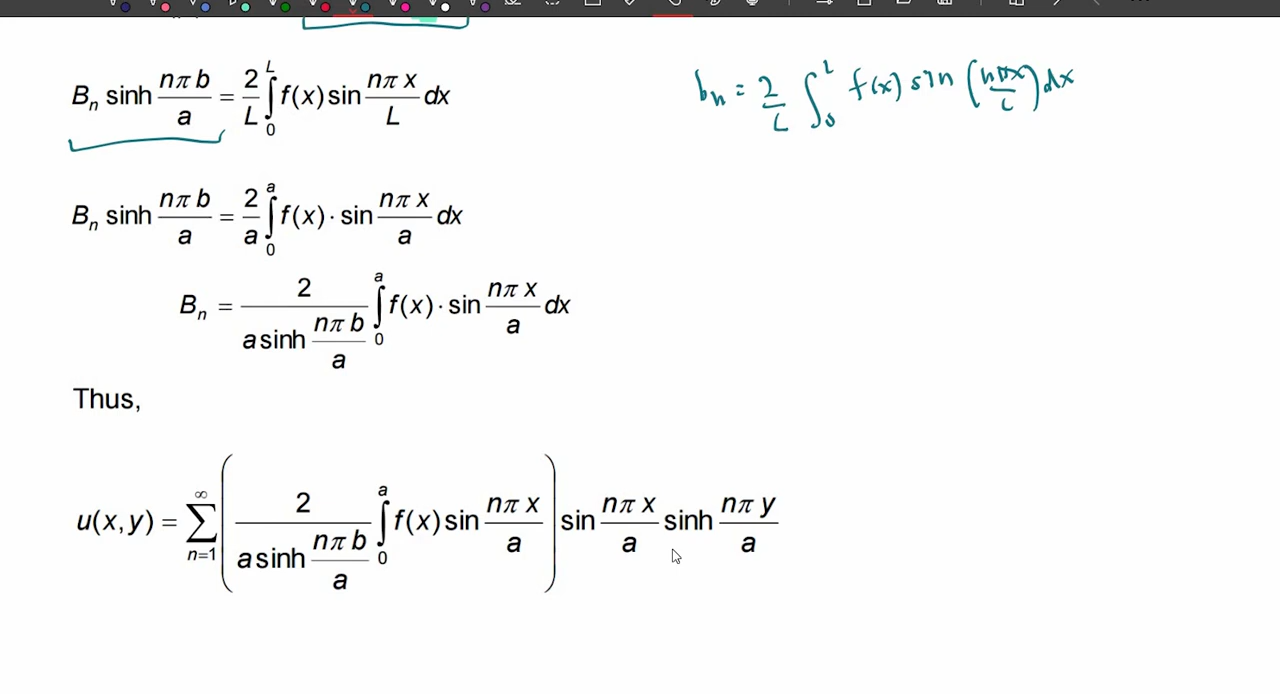 B_n sinh nπb/a = 2/L ∫_0^L f(x) sin nπx/L dx
b_n = 2/L ∫_0^L f(x) sin (nπx/L) dx
B_n sinh nπb/a = 2/a ∫_0^a f(x) · sin nπx/a dx
B_n = 2/(a sinh nπb/a) ∫_0^a f(x) · sin nπx/a dx
Thus,
u(x,y) = ∑_{n=1}^∞ (2/(a sinh nπb/a) ∫_0^a f(x) sin nπx/a) sin nπx/a sinh nπy/a